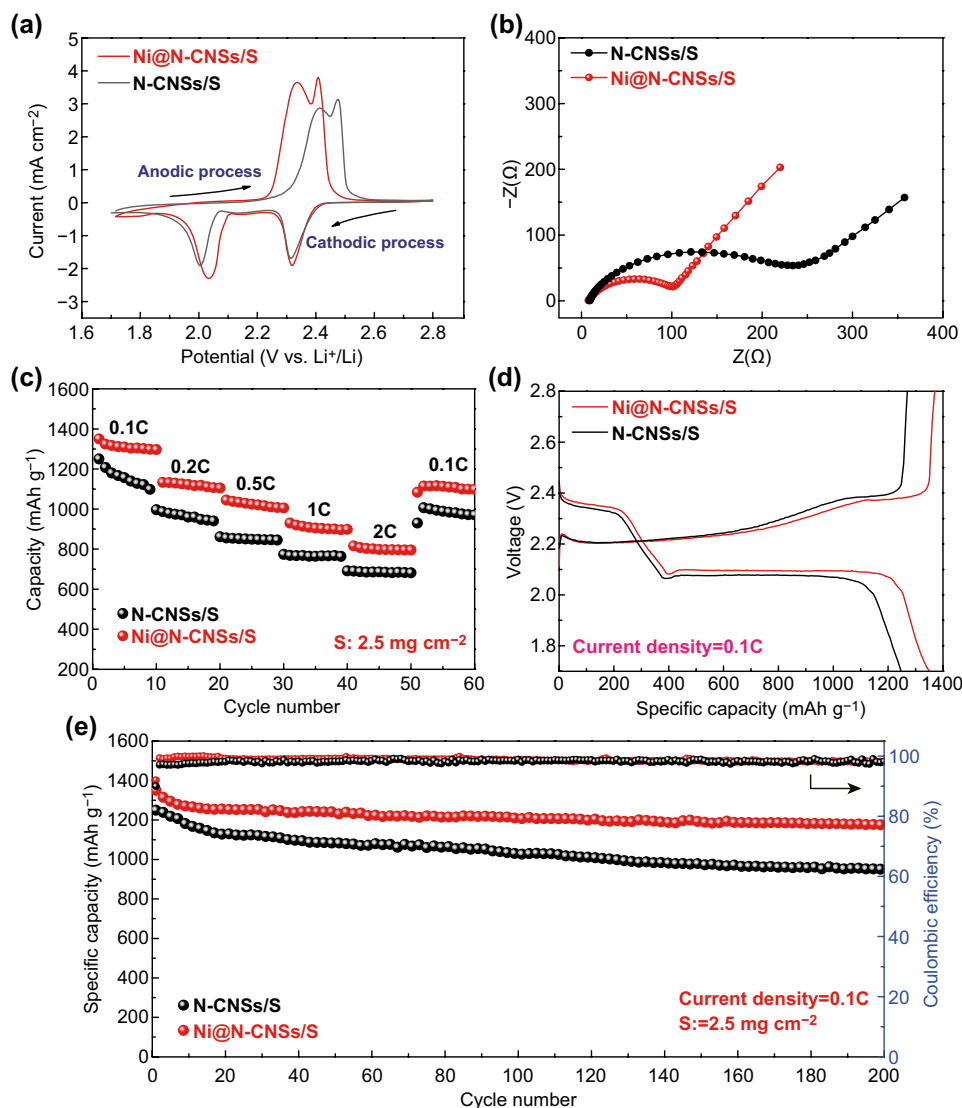 (a)
Ni@N-CNSs/S
N-CNSs/S
Anodic process
Cathodic process
5
4
3
2
1
0
−1
−2
−3
Current (mA cm⁻²)
1.6 1.8 2.0 2.2 2.4 2.6 2.8
Potential (V vs. Li⁺/Li)
(b)
N-CNSs/S
Ni@N-CNSs/S
400
300
200
100
0
−Z(Ω)
0 100 200 300 400
Z(Ω)
(c)
1600
1400
1200
1000
800
600
400
200
Capacity (mAh g⁻¹)
0.1C
0.2C
0.5C
1C
2C
0.1C
N-CNSs/S
Ni@N-CNSs/S
S: 2.5 mg cm⁻²
0 10 20 30 40 50 60
Cycle number
(d)
Ni@N-CNSs/S
N-CNSs/S
2.8
2.6
2.4
2.2
2.0
1.8
Voltage (V)
Current density=0.1C
0 200 400 600 800 1000 1200 1400
Specific capacity (mAh g⁻¹)
(e)
1600
1400
1200
1000
800
600
400
200
0
Specific capacity (mAh g⁻¹)
100
80
60
40
20
0
Coulombic efficiency (%)
N-CNSs/S
Ni@N-CNSs/S
Current density=0.1C
S:=2.5 mg cm⁻²
0 20 40 60 80 100 120 140 160 180 200
Cycle number